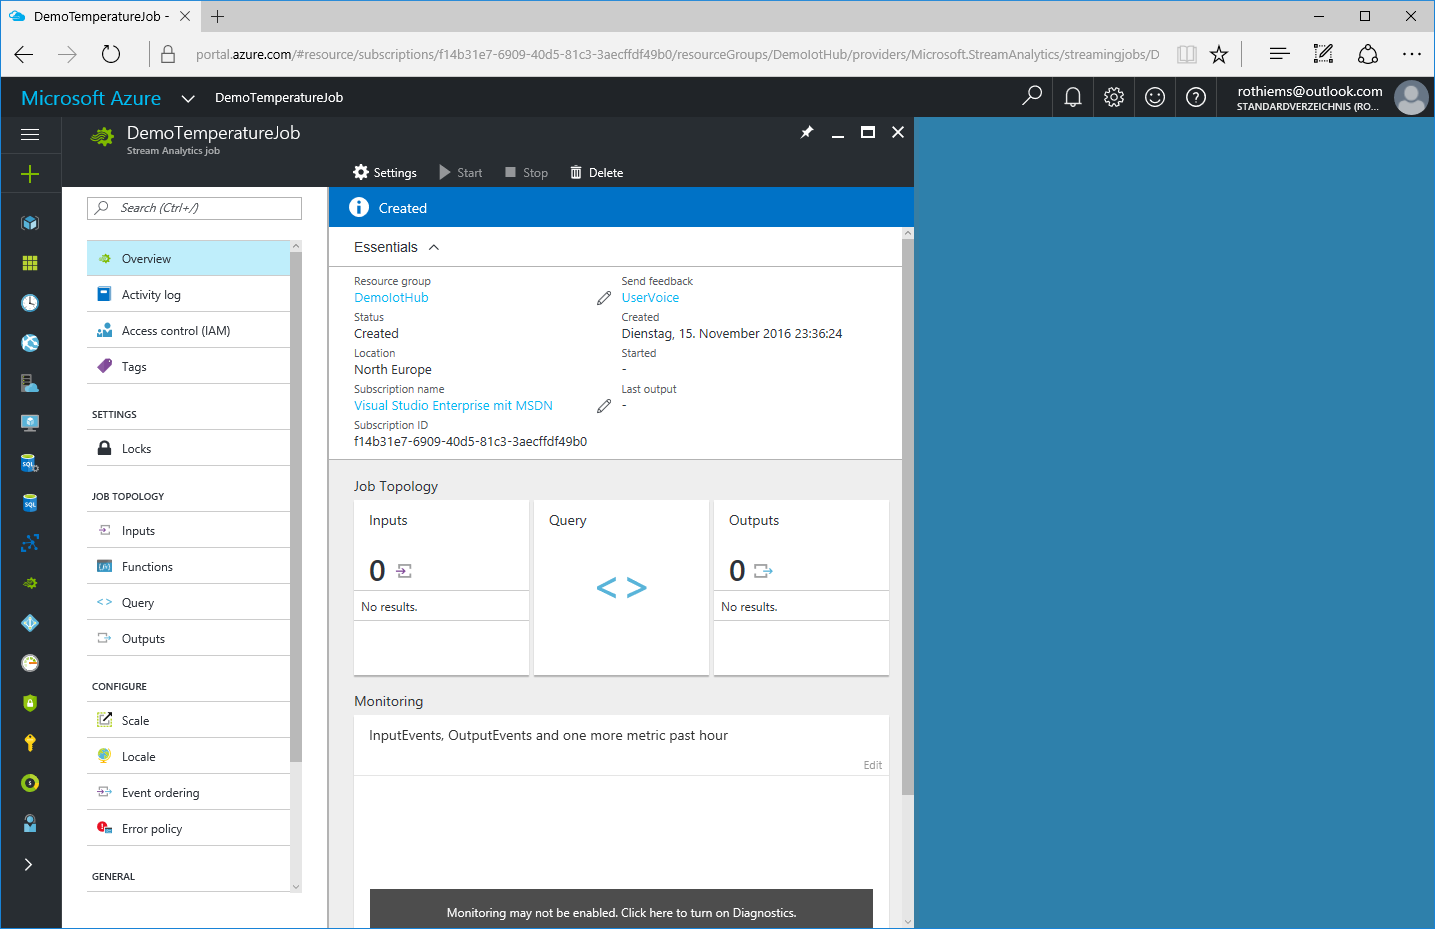 DemoTemperatureJob -
portal.azure.com/#resource/subscriptions/f14b31e7-6909-40d5-81c3-3aecffdf49b0/resourceGroups/DemoIotHub/providers/Microsoft.StreamAnalytics/streamingjobs/D
Microsoft Azure
DemoTemperatureJob
rothiems@outlook.com
STANDARDVERZEICHNIS (RO...
DemoTemperatureJob
Stream Analytics job
Settings
Start
Stop
Delete
Search (Ctrl+/)
Overview
Activity log
Access control (IAM)
Tags
SETTINGS
Locks
JOB TOPOLOGY
Inputs
Functions
Query
Outputs
CONFIGURE
Scale
Locale
Event ordering
Error policy
GENERAL
Created
Essentials
Resource group
DemoIotHub
Status
Created
Location
North Europe
Subscription name
Visual Studio Enterprise mit MSDN
Subscription ID
f14b31e7-6909-40d5-81c3-3aecffdf49b0
Send feedback
UserVoice
Created
Dienstag, 15. November 2016 23:36:24
Started
-
Last output
-
Job Topology
Inputs
0
No results.
Query
< >
Outputs
0
No results.
Monitoring
InputEvents, OutputEvents and one more metric past hour
Edit
Monitoring may not be enabled. Click here to turn on Diagnostics.